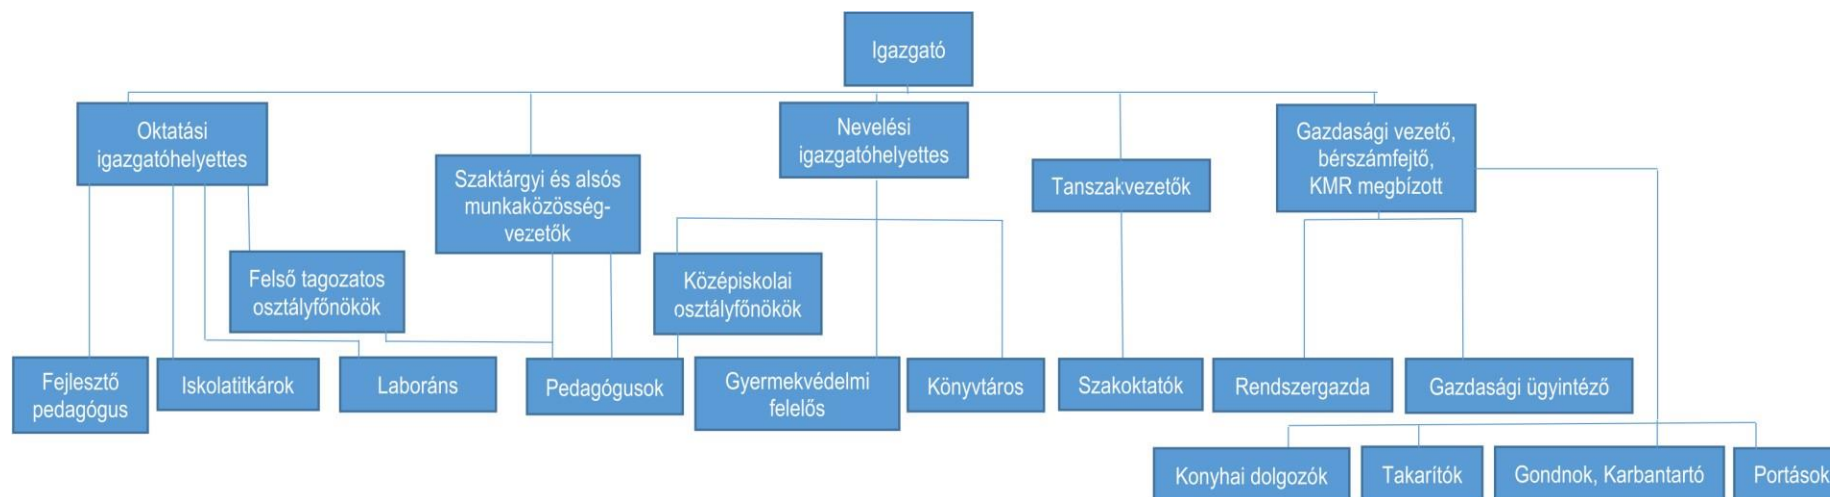 Igazgató
Oktatási
igazgatóhelyettes
Szaktárgyi és alsós
munkaközösség-
vezetők
Nevelési
igazgatóhelyettes
Tanszakvezetők
Gazdasági vezető,
bérszámfejtő,
KMR megbízott
Felső tagozatos
osztályfőnökök
Középiskolai
osztályfőnökök
Fejlesztő
pedagógus
Iskolatitkárok
Laboráns
Pedagógusok
Gyermekvédelmi
felelős
Könyvtáros
Szakoktatók
Rendszergazda
Gazdasági ügyintéző
Konyhai dolgozók
Takarítók
Gondnok, Karbantartó
Portások